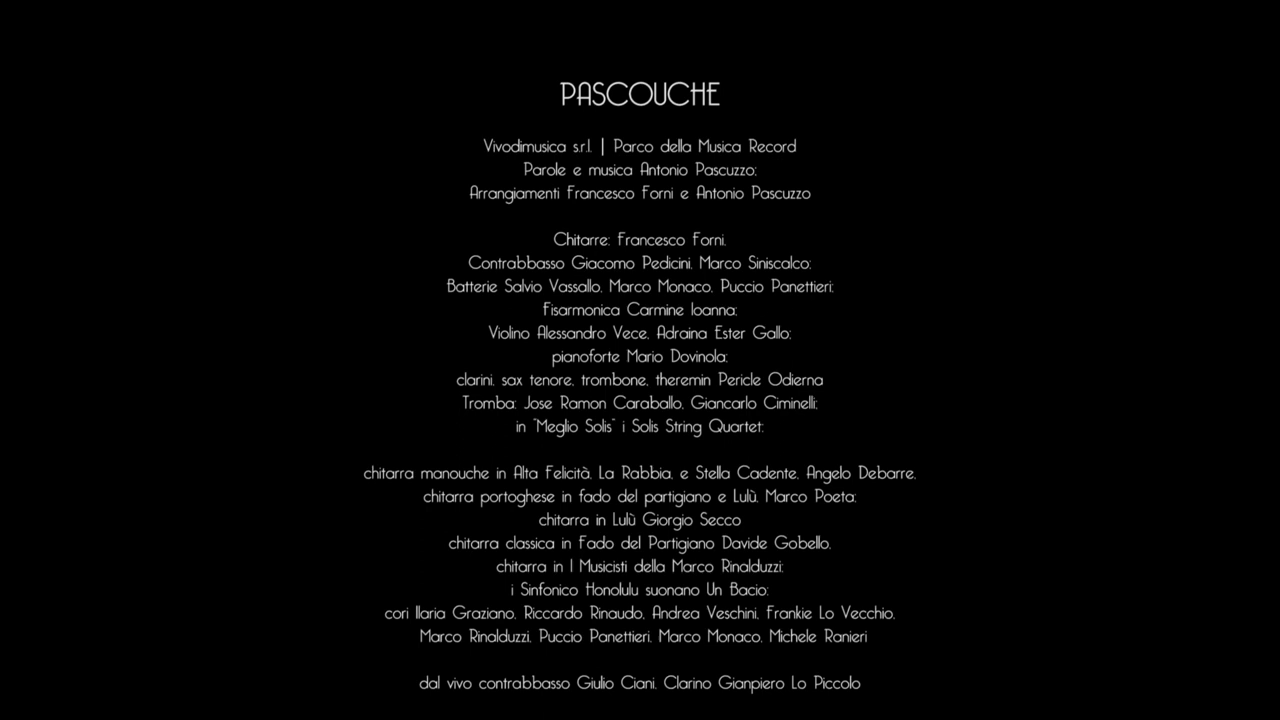 PASCOUCHE
Vivodimusica s.r.l. | Parco della Musica Record
Parole e musica Antonio Pascuzzo;
Arrangiamenti Francesco Forni e Antonio Pascuzzo
Chitarre: Francesco Forni,
Contrabbasso Giacomo Pedicini, Marco Siniscalco;
Batterie Salvio Vassallo, Marco Monaco, Puccio Panettieri;
Fisarmonica Carmine Ioanna;
Violino Alessandro Vece, Adraina Ester Gallo;
pianoforte Mario Dovinola;
clarini, sax tenore, trombone, theremin Pericle Odierna
Tromba: Jose Ramon Caraballo, Giancarlo Ciminelli;
in "Meglio Solis" i Solis String Quartet;
chitarra manouche in Alta Felicità, La Rabbia, e Stella Cadente, Angelo Debarre,
chitarra portoghese in fado del partigiano e Lulù, Marco Poeta;
chitarra in Lulù Giorgio Secco
chitarra classica in Fado del Partigiano Davide Gobello,
chitarra in I Musicisti della Marco Rinalduzzi;
i Sinfonico Honolulu suonano Un Bacio;
cori Ilaria Graziano, Riccardo Rinaudo, Andrea Veschini, Frankie Lo Vecchio,
Marco Rinalduzzi, Puccio Panettieri, Marco Monaco, Michele Ranieri
dal vivo contrabbasso Giulio Ciani, Clarino Gianpiero Lo Piccolo